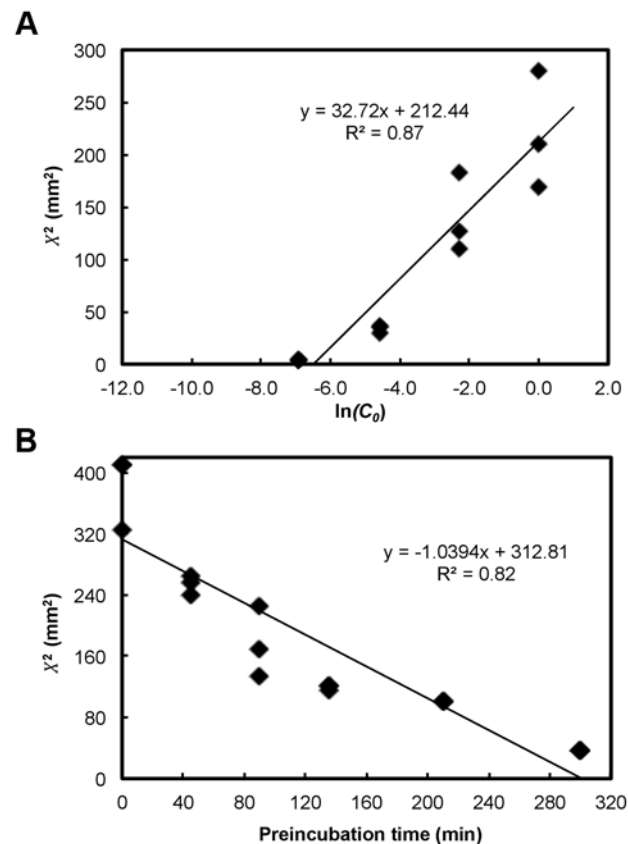 A
300
250
200
150
100
50
0
X² (mm²)
y = 32.72x + 212.44
R² = 0.87
-12.0 -10.0 -8.0 -6.0 -4.0 -2.0 0.0 2.0
ln(C₀)
B
400
320
240
160
80
0
X² (mm²)
y = -1.0394x + 312.81
R² = 0.82
0 40 80 120 160 200 240 280 320
Preincubation time (min)